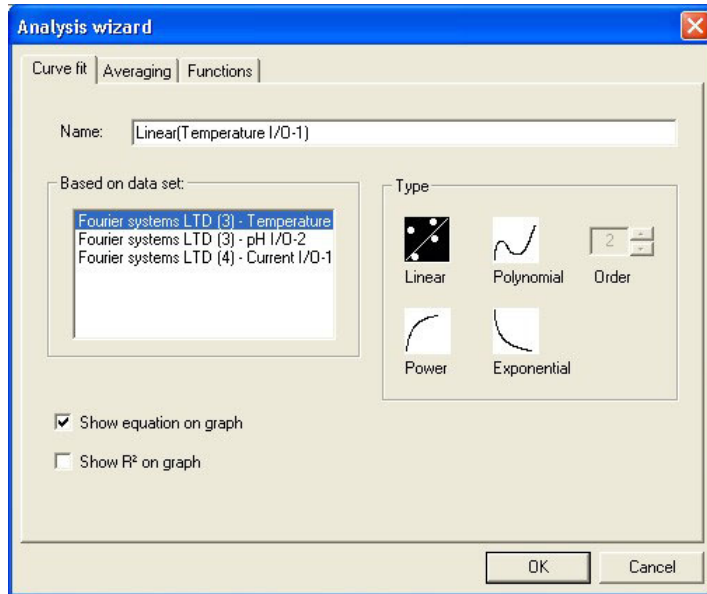 Analysis wizard
Curve fit Averaging Functions
Name: Linear(Temperature I/O-1)
Based on data set:
Fourier systems LTD (3) - Temperature
Fourier systems LTD (3) - pH I/O-2
Fourier systems LTD (4) - Current I/O-1
Type
2
Linear Polynomial Order
Power Exponential
Show equation on graph
Show R² on graph
OK Cancel